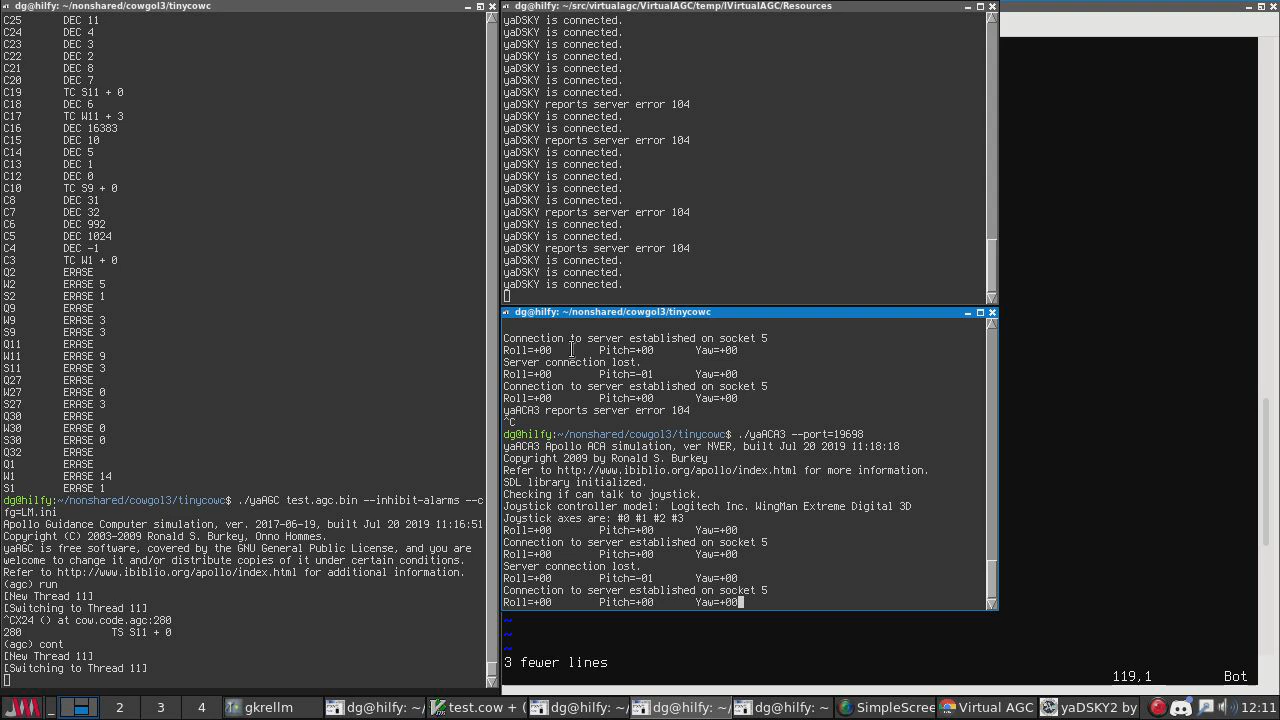 dg@hilfy: ~/nonshared/cowgol3/tinycowc
C25 DEC 11
C24 DEC 4
C23 DEC 3
C22 DEC 2
C21 DEC 8
C20 DEC 7
C19 TC S11 + 0
C18 DEC 6
C17 TC W11 + 3
C16 DEC 16383
C15 DEC 10
C14 DEC 5
C13 DEC 1
C12 DEC 0
C10 TC S9 + 0
C8 DEC 31
C7 DEC 32
C6 DEC 992
C5 DEC 1024
C4 DEC -1
C3 TC W1 + 0
Q2 ERASE
W2 ERASE 5
S2 ERASE 1
Q9 ERASE
W9 ERASE 3
S9 ERASE 3
Q11 ERASE
W11 ERASE 9
S11 ERASE 3
Q27 ERASE
W27 ERASE 0
S27 ERASE 3
Q30 ERASE
W30 ERASE 0
S30 ERASE 0
Q32 ERASE
Q1 ERASE
W1 ERASE 14
S1 ERASE 1
dg@hilfy:~/nonshared/cowgol3/tinycowc$ ./yaAGC test.agc.bin --inhibit-alarms --c
fg=LM.ini
Apollo Guidance Computer simulation, ver. 2017-06-19, built Jul 20 2019 11:16:51
Copyright (C) 2003-2009 Ronald S. Burkey, Onno Hommes.
yaAGC is free software, covered by the GNU General Public License, and you are
welcome to change it and/or distribute copies of it under certain conditions.
Refer to http://www.ibiblio.org/apollo/index.html for additional information.
(agc) run
[New Thread 11]
[Switching to Thread 11]
^CX24 () at cow.code.agc:280
280 TS S11 + 0
(agc) cont
[New Thread 11]
[Switching to Thread 11]
dg@hilfy: ~/src/virtualagc/temp/lVirtualAGC/Resources
yaDSKY is connected.
yaDSKY is connected.
yaDSKY is connected.
yaDSKY is connected.
yaDSKY is connected.
yaDSKY is connected.
yaDSKY is connected.
yaDSKY reports server error 104
yaDSKY is connected.
yaDSKY is connected.
yaDSKY reports server error 104
yaDSKY is connected.
yaDSKY is connected.
yaDSKY is connected.
yaDSKY is connected.
yaDSKY is connected.
yaDSKY reports server error 104
yaDSKY is connected.
yaDSKY is connected.
yaDSKY reports server error 104
yaDSKY is connected.
yaDSKY is connected.
yaDSKY is connected.
dg@hilfy: ~/nonshared/cowgol3/tinycowc
Connection to server established on socket 5
Roll=+00 Pitch=+00 Yaw=+00
Server connection lost.
Roll=+00 Pitch=-01 Yaw=+00
Connection to server established on socket 5
Roll=+00 Pitch=+00 Yaw=+00
yaACA3 reports server error 104
^C
dg@hilfy:~/nonshared/cowgol3/tinycowc$ ./yaACA3 --port=19698
yaACA3 Apollo ACA simulation, ver NVER, built Jul 20 2019 11:18:18
Copyright 2009 by Ronald S. Burkey
Refer to http://www.ibiblio.org/apollo/index.html for more information.
SDL library initialized.
Checking if can talk to joystick.
Joystick controller model: Logitech Inc. WingMan Extreme Digital 3D
Joystick axes are: #0 #1 #2 #3
Roll=+00 Pitch=+00 Yaw=+00
Connection to server established on socket 5
Roll=+00 Pitch=+00 Yaw=+00
Server connection lost.
Roll=+00 Pitch=-01 Yaw=+00
Connection to server established on socket 5
Roll=+00 Pitch=+00 Yaw=+00
~
~
~
3 fewer lines
119,1 Bot
2 3 4 gkrellm dg@hilfy: ~/ test.cow + ( dg@hilfy: ~/ dg@hilfy: ~/ dg@hilfy: ~/ SimpleScree Virtual AGC yaDSKY2 by 12:11